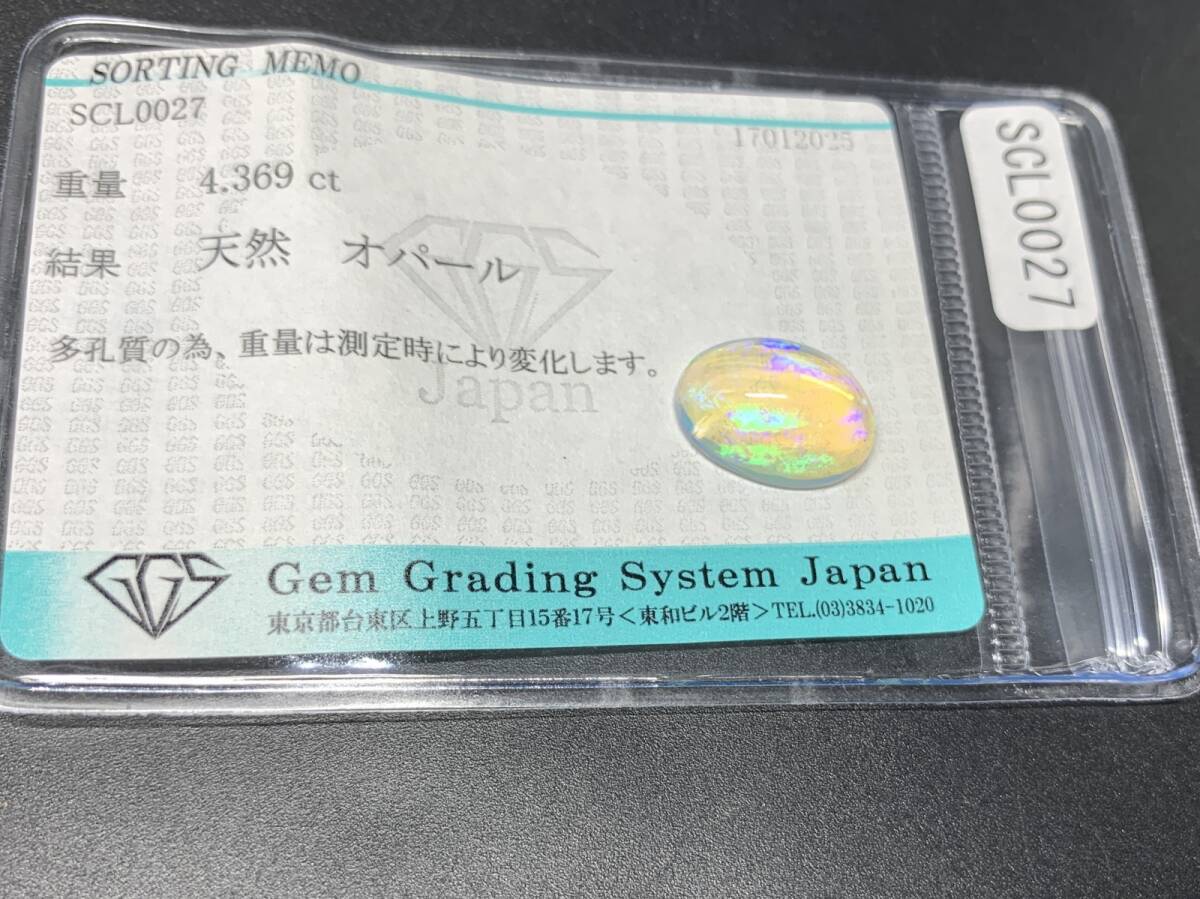 SORTING MEMO
SCL0027
17012025
重量 4.369 ct
結果 天然 オパール
多孔質の為、重量は測定時により変化します。
Japan
GGS Gem Grading System Japan
東京都台東区上野五丁目15番17号＜東和ビル2階＞TEL.(03)3834-1020
SCL0027